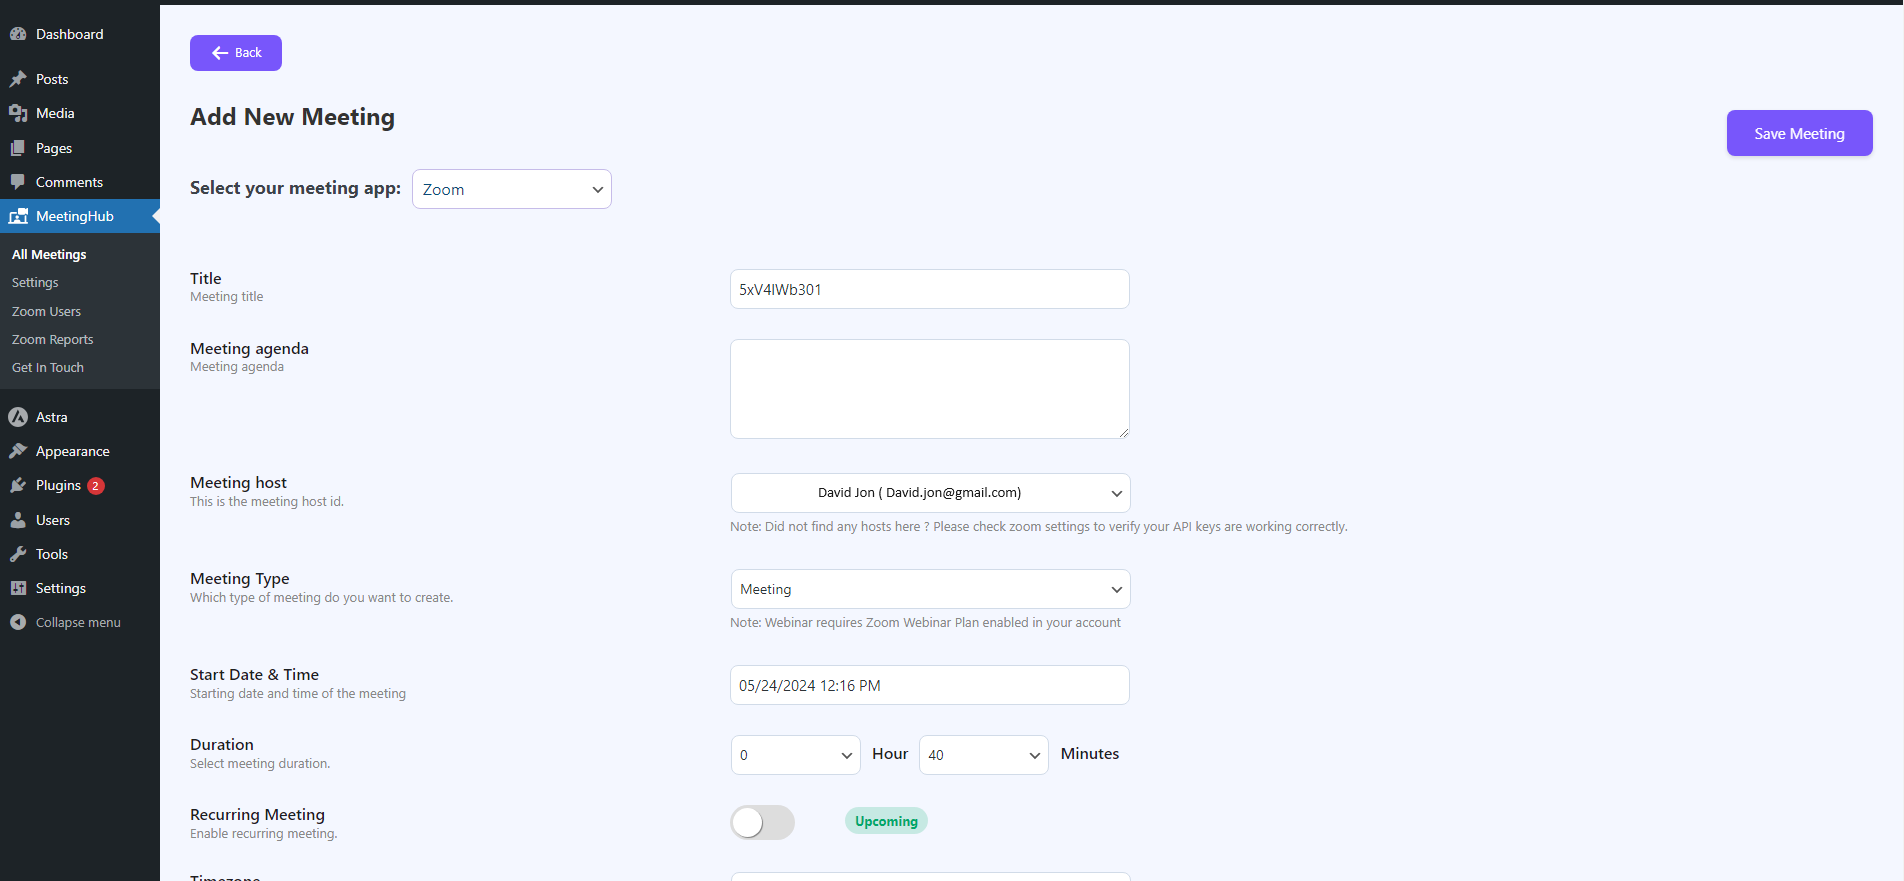 Dashboard
Posts
Media
Pages
Comments
MeetingHub
All Meetings
Settings
Zoom Users
Zoom Reports
Get In Touch
Astra
Appearance
Plugins 2
Users
Tools
Settings
Collapse menu
Back
Add New Meeting
Save Meeting
Select your meeting app: Zoom
Title
Meeting title
5xV4lWb301
Meeting agenda
Meeting agenda
Meeting host
This is the meeting host id.
David Jon ( David.jon@gmail.com)
Note: Did not find any hosts here ? Please check zoom settings to verify your API keys are working correctly.
Meeting Type
Which type of meeting do you want to create.
Meeting
Note: Webinar requires Zoom Webinar Plan enabled in your account
Start Date & Time
Starting date and time of the meeting
05/24/2024 12:16 PM
Duration
Select meeting duration.
0 Hour 40 Minutes
Recurring Meeting
Enable recurring meeting.
Upcoming
Timezone